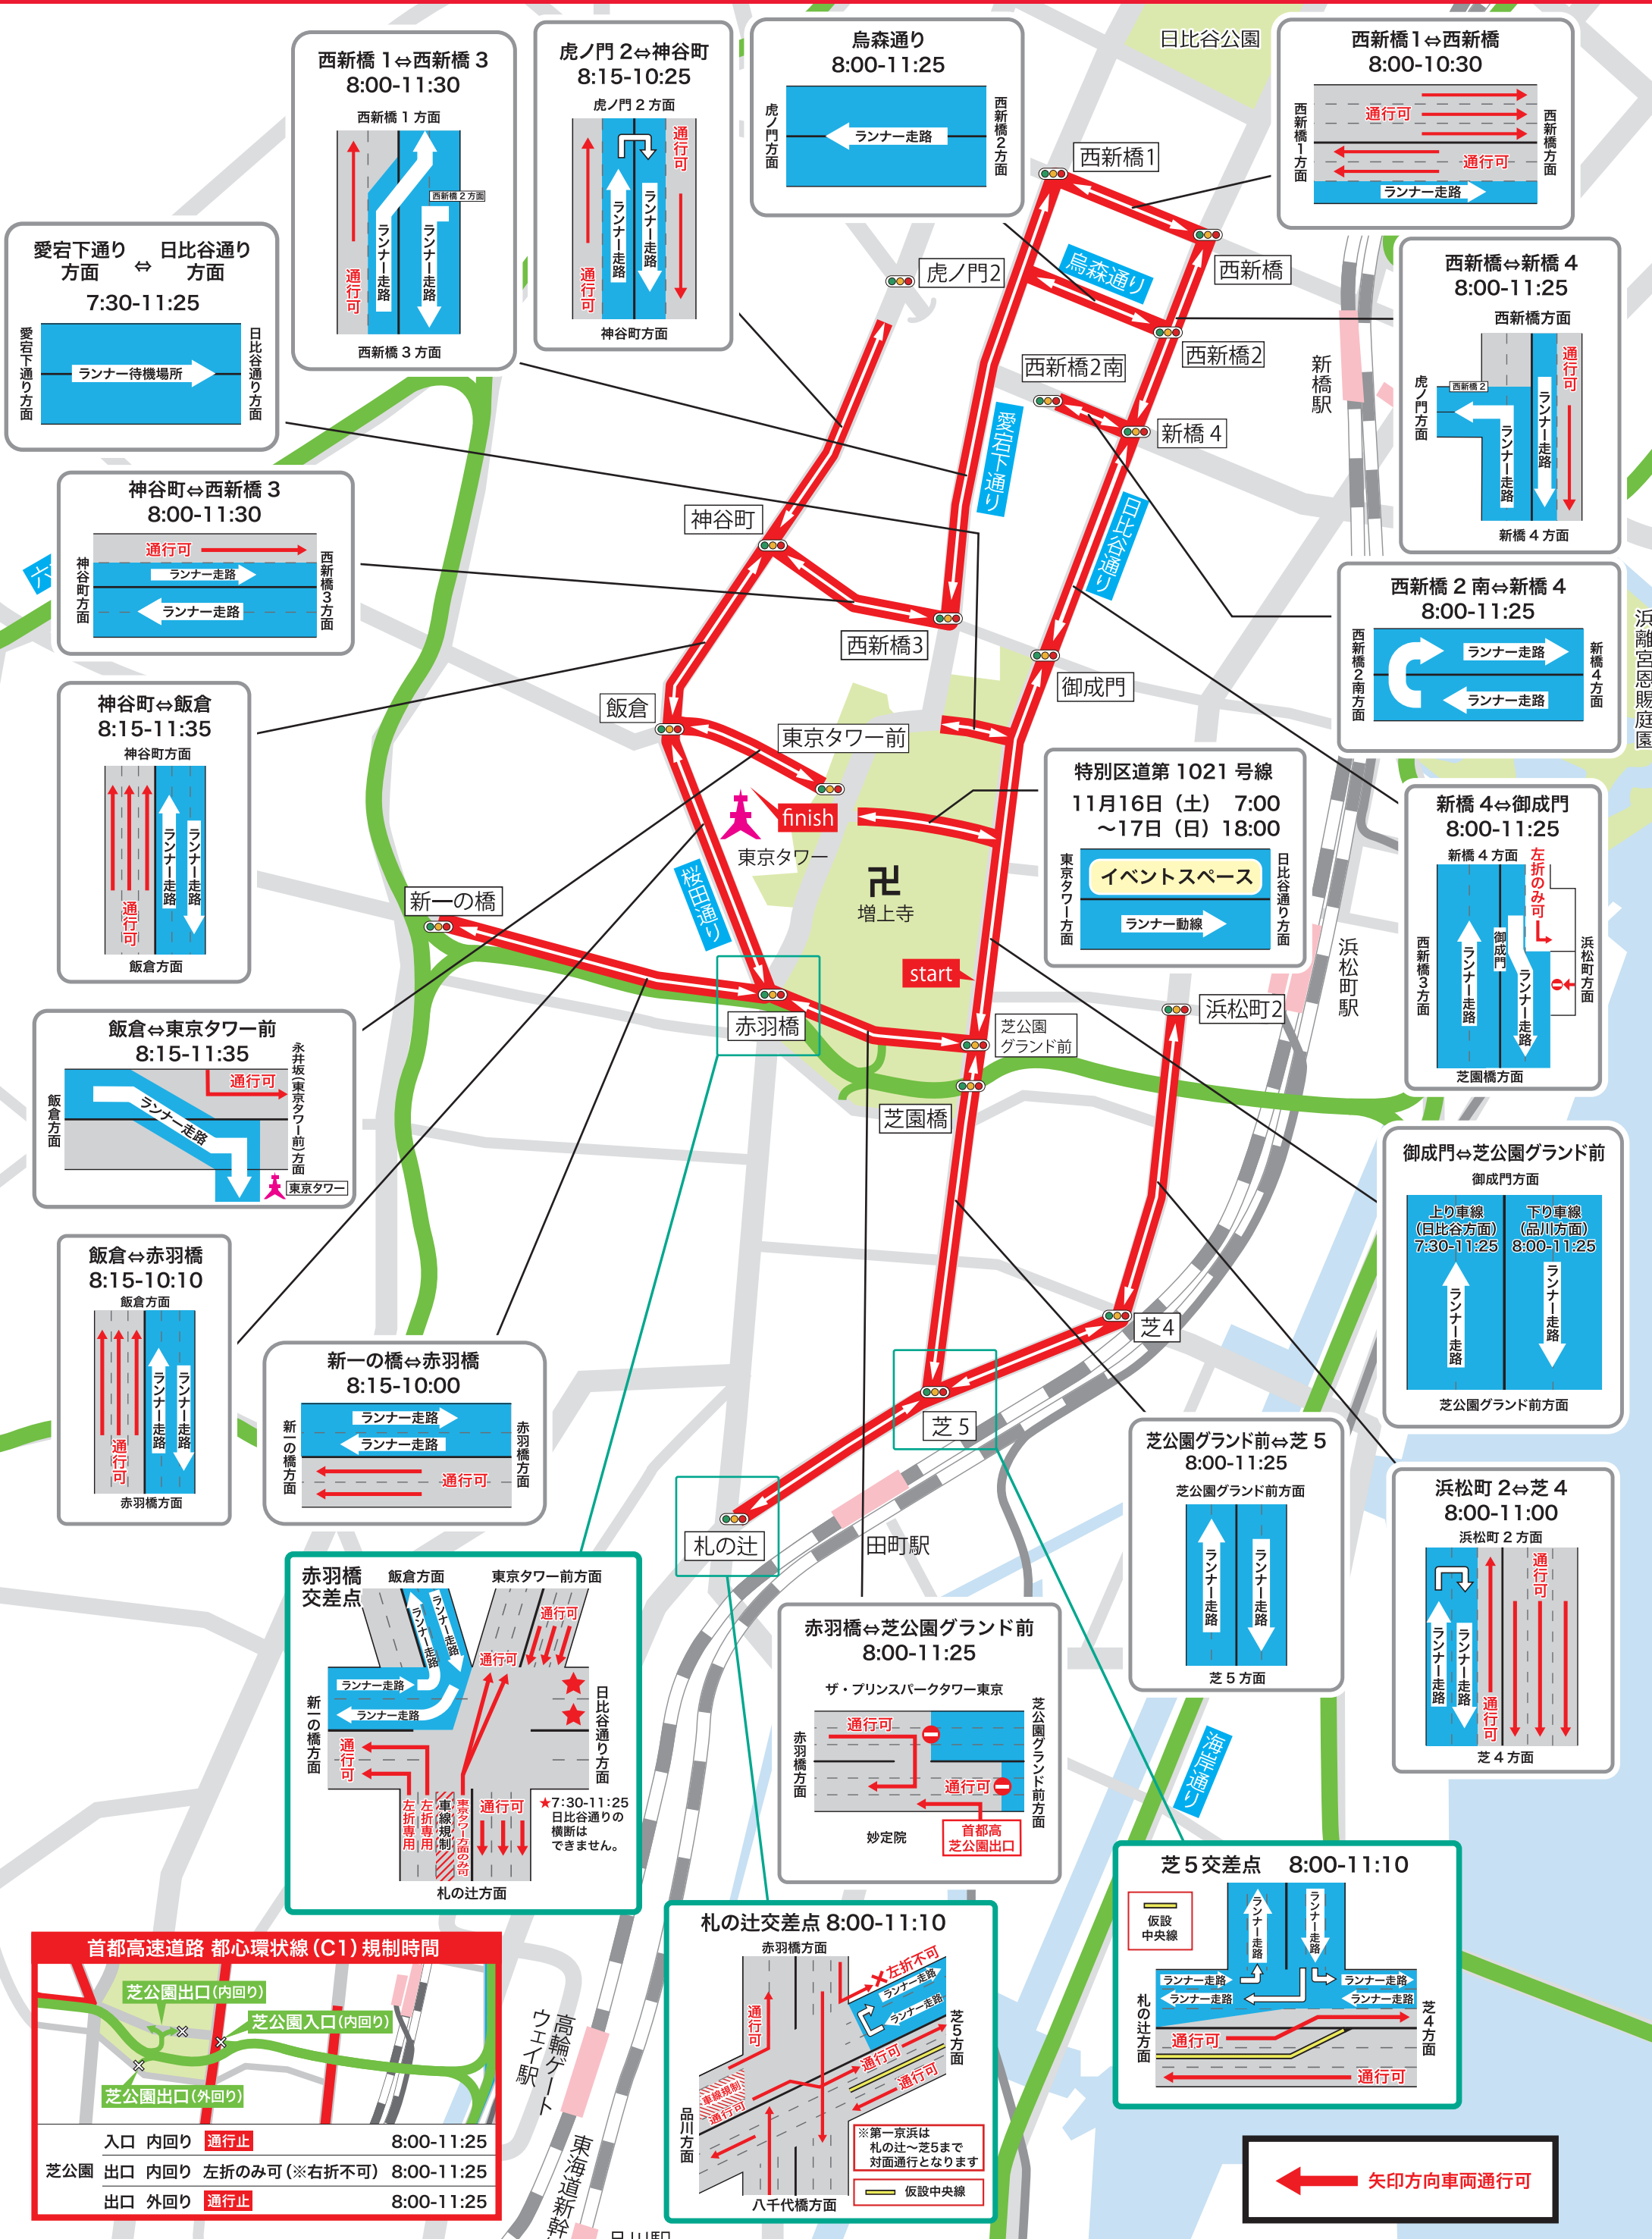 西新橋 1⇔西新橋 3
8:00-11:30
西新橋 1 方面
通行可
ランナー走路
ランナー走路
西新橋 2 方面
通行可
西新橋 3 方面
虎ノ門 2⇔神谷町
8:15-10:25
虎ノ門 2 方面
通行可
ランナー走路
ランナー走路
通行可
神谷町方面
烏森通り
8:00-11:25
虎ノ門方面
ランナー走路
西新橋2方面
日比谷公園
西新橋1⇔西新橋
8:00-10:30
西新橋1方面
通行可
通行可
ランナー走路
西新橋方面
愛宕下通り方面 ⇔ 日比谷通り方面
7:30-11:25
愛宕下通り方面
ランナー待機場所
日比谷通り方面
西新橋⇔新橋 4
8:00-11:25
西新橋方面
通行可
虎ノ門方面
西新橋 2
ランナー走路
ランナー走路
新橋 4 方面
神谷町⇔西新橋 3
8:00-11:30
神谷町方面
通行可
ランナー走路
ランナー走路
西新橋3方面
西新橋 2 南⇔新橋 4
8:00-11:25
西新橋2南方面
ランナー走路
ランナー走路
新橋4方面
神谷町⇔飯倉
8:15-11:35
神谷町方面
通行可
ランナー走路
ランナー走路
飯倉方面
特別区道第 1021 号線
11月16日（土） 7:00
～17日（日）18:00
東京タワー方面
イベントスペース
ランナー動線
日比谷通り方面
新橋 4⇔御成門
8:00-11:25
新橋 4 方面
左折のみ可
西新橋3方面
ランナー走路
御成門
ランナー走路
浜松町方面
芝園橋方面
飯倉⇔東京タワー前
8:15-11:35
飯倉方面
ランナー走路
通行可
永井坂（東京タワー前）方面
東京タワー
御成門⇔芝公園グランド前
御成門方面
上り車線
(日比谷方面)
7:30-11:25
下り車線
(品川方面)
8:00-11:25
ランナー走路
ランナー走路
芝公園グランド前方面
飯倉⇔赤羽橋
8:15-10:10
飯倉方面
通行可
ランナー走路
ランナー走路
赤羽橋方面
新一の橋⇔赤羽橋
8:15-10:00
新一の橋方面
ランナー走路
ランナー走路
通行可
赤羽橋方面
芝公園グランド前⇔芝 5
8:00-11:25
芝公園グランド前方面
ランナー走路
ランナー走路
芝 5 方面
浜松町 2⇔芝 4
8:00-11:00
浜松町 2 方面
ランナー走路
ランナー走路
通行可
通行可
芝 4 方面
赤羽橋⇔芝公園グランド前
8:00-11:25
ザ・プリンスパークタワー東京
赤羽橋方面
通行可
通行可
芝公園グランド前方面
妙定院
首都高
芝公園出口
赤羽橋
交差点
飯倉方面
東京タワー前方面
ランナー走路
ランナー走路
通行可
通行可
新一の橋方面
ランナー走路
ランナー走路
日比谷通り方面
通行可
左折専用
左折専用
車線規制
東京タワー方面のみ可
通行可
★7:30-11:25
日比谷通りの
横断は
できません。
札の辻方面
札の辻交差点 8:00-11:10
赤羽橋方面
左折不可
通行可
ランナー走路
ランナー走路
芝5方面
通行可
通行可
車線規制
通行可
品川方面
※第一京浜は
札の辻～芝5まで
対面通行となります
仮設中央線
八千代橋方面
芝 5 交差点 8:00-11:10
仮設
中央線
ランナー走路
ランナー走路
ランナー走路
ランナー走路
ランナー走路
ランナー走路
札の辻方面
通行可
通行可
芝4方面
首都高速道路 都心環状線（C1）規制時間
芝公園出口（内回り）
芝公園入口（内回り）
芝公園出口（外回り）
芝公園
入口 内回り 通行止 8:00-11:25
出口 内回り 左折のみ可（※右折不可） 8:00-11:25
出口 外回り 通行止 8:00-11:25
矢印方向車両通行可
西新橋1
西新橋
烏森通り
虎ノ門2
西新橋2
西新橋2南
新橋 4
新橋駅
愛宕下通り
日比谷通り
神谷町
西新橋3
御成門
浜離宮恩賜庭園
飯倉
東京タワー前
finish
東京タワー
増上寺
桜田通り
新一の橋
start
浜松町駅
赤羽橋
芝公園
グランド前
浜松町2
芝園橋
芝4
芝 5
札の辻
田町駅
海岸通り
高輪ゲートウェイ駅
東海道新幹
六